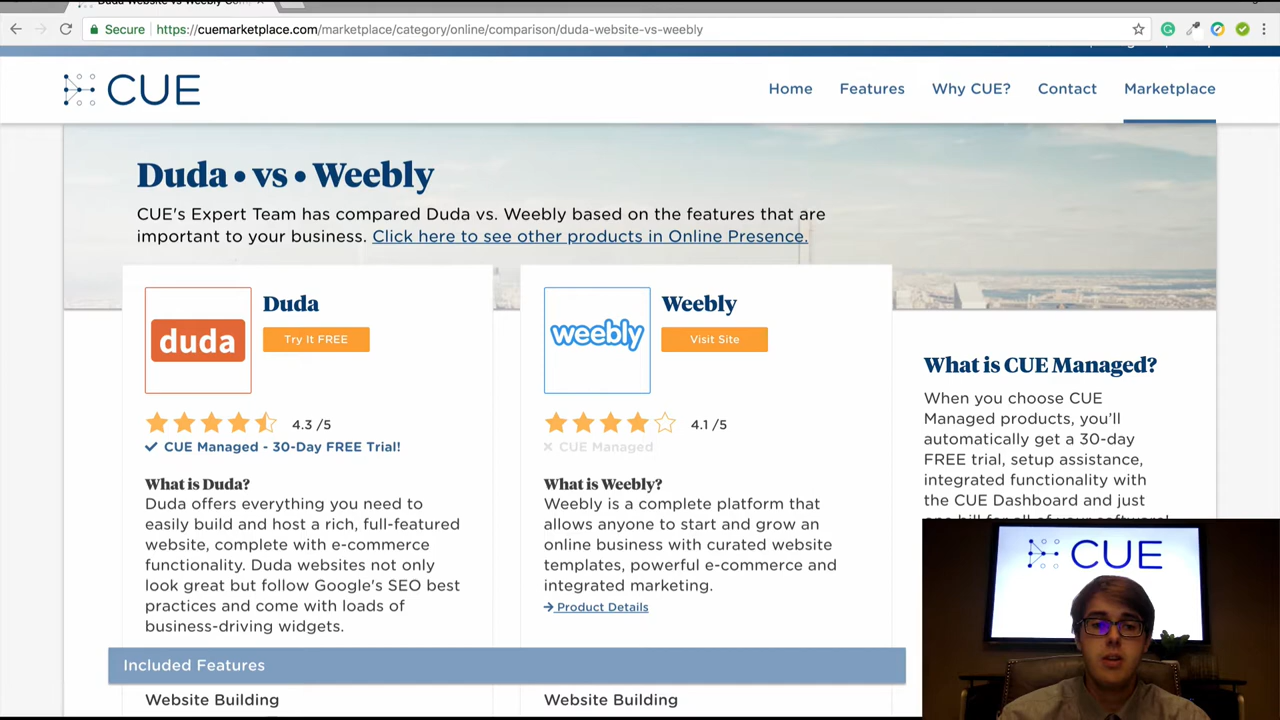 Secure
https://cuemarketplace.com/marketplace/category/online/comparison/duda-website-vs-weebly
CUE
Home Features Why CUE? Contact Marketplace
Duda • vs • Weebly
CUE's Expert Team has compared Duda vs. Weebly based on the features that are
important to your business. Click here to see other products in Online Presence.
duda
Duda
Try It FREE
4.3 /5
CUE Managed - 30-Day FREE Trial!
What is Duda?
Duda offers everything you need to
easily build and host a rich, full-featured
website, complete with e-commerce
functionality. Duda websites not only
look great but follow Google's SEO best
practices and come with loads of
business-driving widgets.
weebly
Weebly
Visit Site
4.1 /5
CUE Managed
What is Weebly?
Weebly is a complete platform that
allows anyone to start and grow an
online business with curated website
templates, powerful e-commerce and
integrated marketing.
Product Details
What is CUE Managed?
When you choose CUE
Managed products, you'll
automatically get a 30-day
FREE trial, setup assistance,
integrated functionality with
the CUE Dashboard and just
CUE
Included Features
Website Building
Website Building